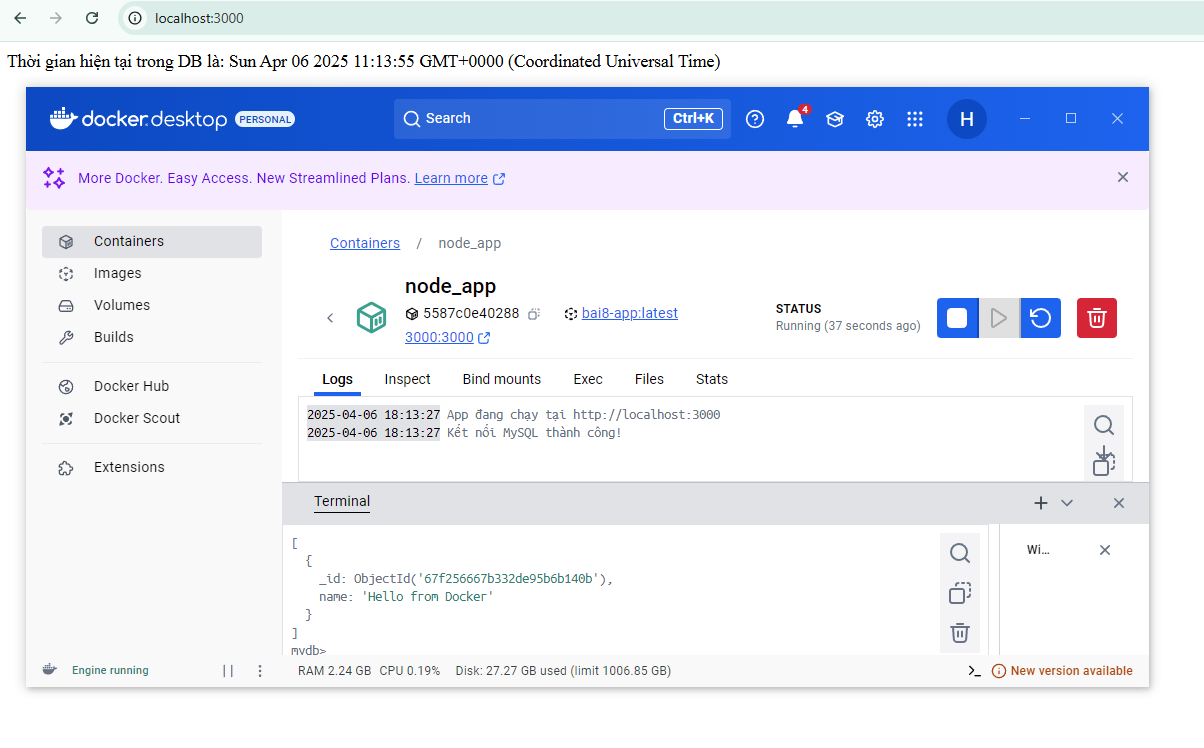 localhost:3000
Thời gian hiện tại trong DB là: Sun Apr 06 2025 11:13:55 GMT+0000 (Coordinated Universal Time)
docker.desktop PERSONAL
Search Ctrl+K
4
H
More Docker. Easy Access. New Streamlined Plans. Learn more
Containers
Images
Volumes
Builds
Docker Hub
Docker Scout
Extensions
Containers / node_app
node_app
5587c0e40288 bai8-app:latest
3000:3000
STATUS
Running (37 seconds ago)
Logs Inspect Bind mounts Exec Files Stats
2025-04-06 18:13:27 App đang chạy tại http://localhost:3000
2025-04-06 18:13:27 Kết nối MySQL thành công!
Terminal
[
{
_id: ObjectId('67f256667b332de95b6b140b'),
name: 'Hello from Docker'
}
]
mydb>
Wi...
Engine running
RAM 2.24 GB CPU 0.19% Disk: 27.27 GB used (limit 1006.85 GB)
New version available